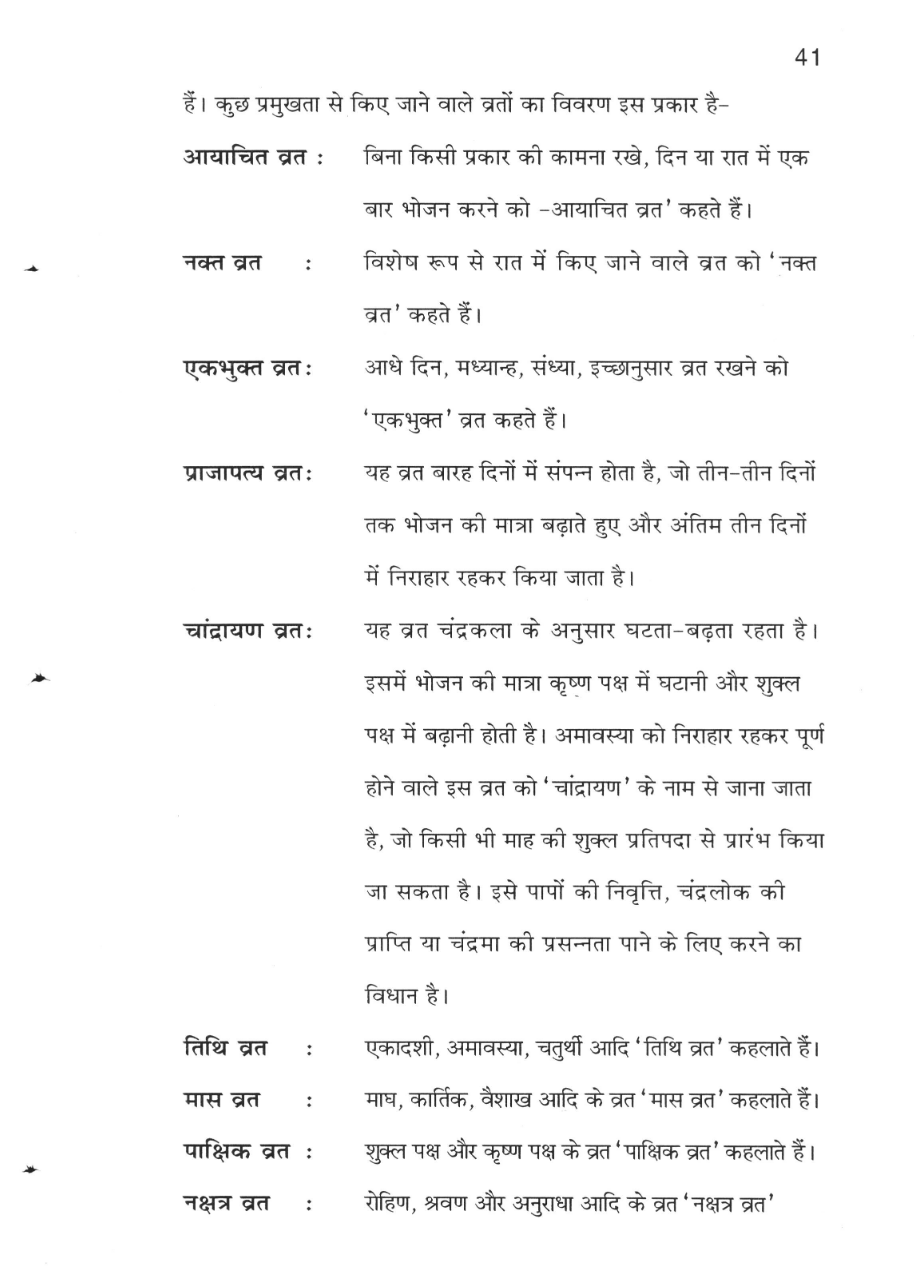 41
हैं। कुछ प्रमुखता से किए जाने वाले व्रतों का विवरण इस प्रकार है-
आयाचित व्रत : बिना किसी प्रकार की कामना रखे, दिन या रात में एक
बार भोजन करने को -आयाचित व्रत' कहते हैं।
नक्त व्रत : विशेष रूप से रात में किए जाने वाले व्रत को 'नक्त
व्रत' कहते हैं।
एकभुक्त व्रत: आधे दिन, मध्यान्ह, संध्या, इच्छानुसार व्रत रखने को
'एकभुक्त' व्रत कहते हैं।
प्राजापत्य व्रत: यह व्रत बारह दिनों में संपन्न होता है, जो तीन-तीन दिनों
तक भोजन की मात्रा बढ़ाते हुए और अंतिम तीन दिनों
में निराहार रहकर किया जाता है।
चांद्रायण व्रत: यह व्रत चंद्रकला के अनुसार घटता-बढ़ता रहता है।
इसमें भोजन की मात्रा कृष्ण पक्ष में घटानी और शुक्ल
पक्ष में बढ़ानी होती है। अमावस्या को निराहार रहकर पूर्ण
होने वाले इस व्रत को 'चांद्रायण' के नाम से जाना जाता
है, जो किसी भी माह की शुक्ल प्रतिपदा से प्रारंभ किया
जा सकता है। इसे पापों की निवृत्ति, चंद्रलोक की
प्राप्ति या चंद्रमा की प्रसन्नता पाने के लिए करने का
विधान है।
तिथि व्रत : एकादशी, अमावस्या, चतुर्थी आदि 'तिथि व्रत' कहलाते हैं।
मास व्रत : माघ, कार्तिक, वैशाख आदि के व्रत 'मास व्रत' कहलाते हैं।
पाक्षिक व्रत : शुक्ल पक्ष और कृष्ण पक्ष के व्रत 'पाक्षिक व्रत' कहलाते हैं।
नक्षत्र व्रत : रोहिण, श्रवण और अनुराधा आदि के व्रत 'नक्षत्र व्रत'